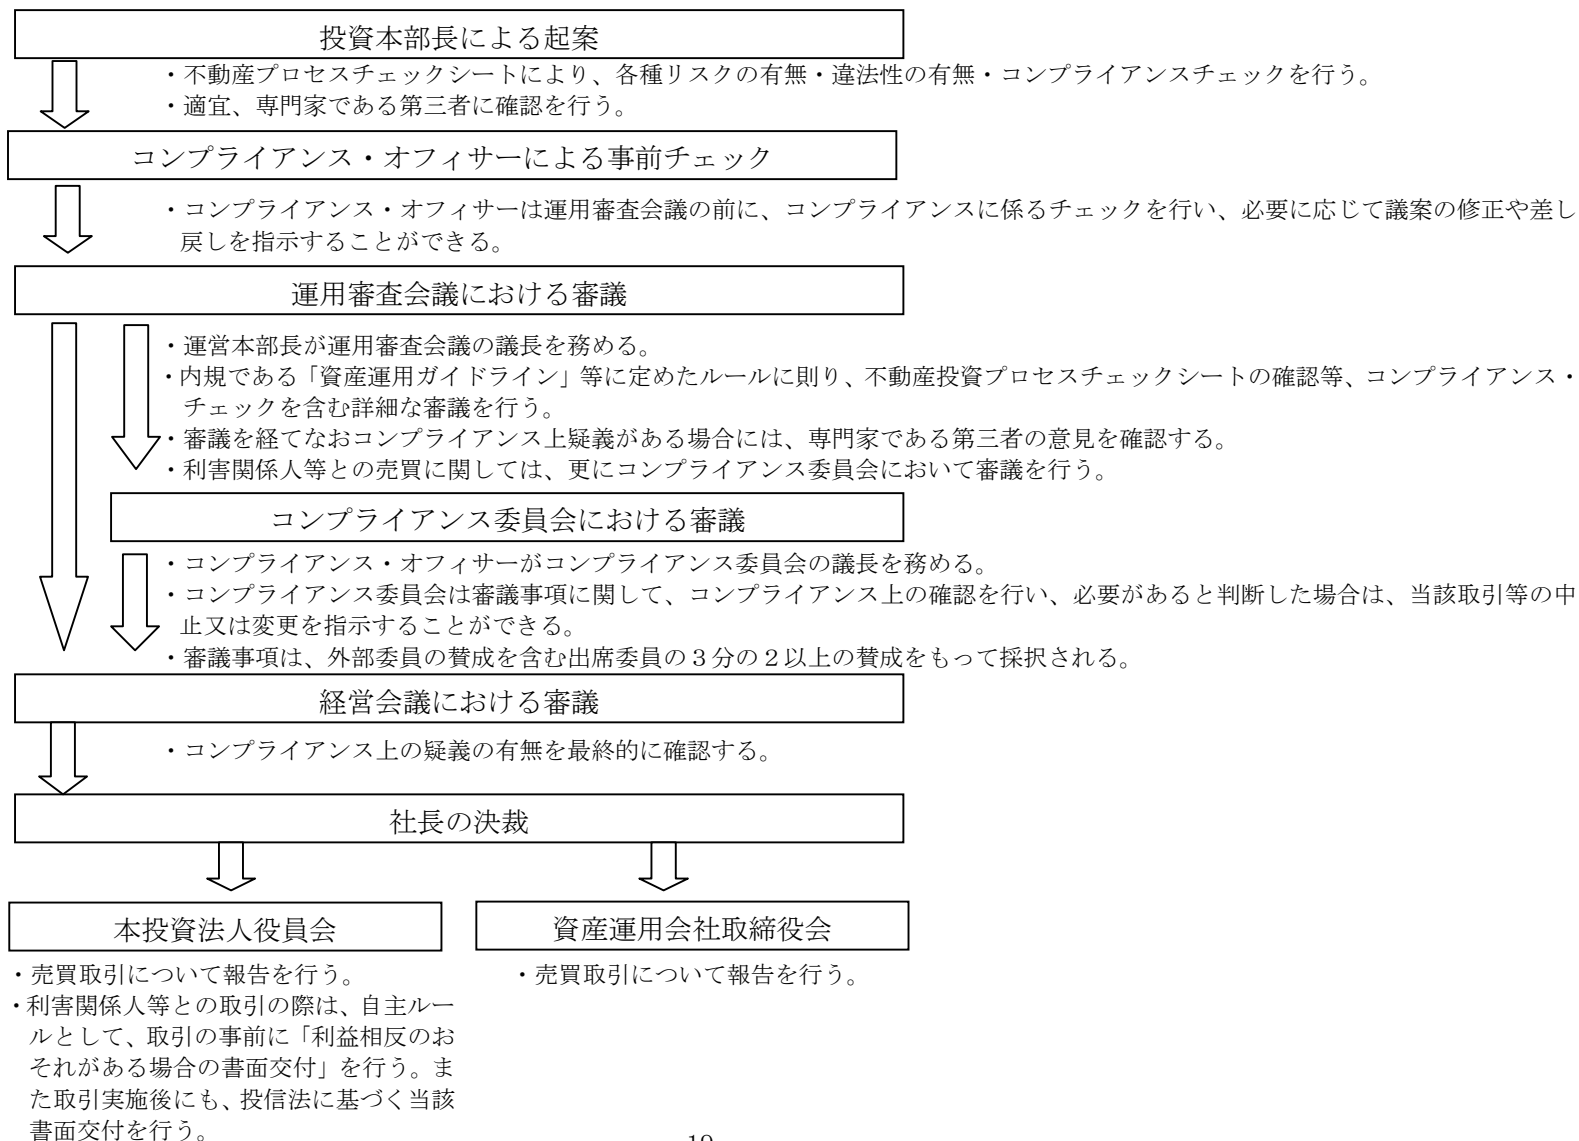 投資本部長による起案
・不動産プロセスチェックシートにより、各種リスクの有無・違法性の有無・コンプライアンスチェックを行う。
・適宜、専門家である第三者に確認を行う。
コンプライアンス・オフィサーによる事前チェック
・コンプライアンス・オフィサーは運用審査会議の前に、コンプライアンスに係るチェックを行い、必要に応じて議案の修正や差し
戻しを指示することができる。
運用審査会議における審議
・運営本部長が運用審査会議の議長を務める。
・内規である「資産運用ガイドライン」等に定めたルールに則り、不動産投資プロセスチェックシートの確認等、コンプライアンス・
チェックを含む詳細な審議を行う。
・審議を経てなおコンプライアンス上疑義がある場合には、専門家である第三者の意見を確認する。
・利害関係人等との売買に関しては、更にコンプライアンス委員会において審議を行う。
コンプライアンス委員会における審議
・コンプライアンス・オフィサーがコンプライアンス委員会の議長を務める。
・コンプライアンス委員会は審議事項に関して、コンプライアンス上の確認を行い、必要があると判断した場合は、当該取引等の中
止又は変更を指示することができる。
・審議事項は、外部委員の賛成を含む出席委員の３分の２以上の賛成をもって採択される。
経営会議における審議
・コンプライアンス上の疑義の有無を最終的に確認する。
社長の決裁
本投資法人役員会
資産運用会社取締役会
・売買取引について報告を行う。
・売買取引について報告を行う。
・利害関係人等との取引の際は、自主ルー
ルとして、取引の事前に「利益相反のお
それがある場合の書面交付」を行う。ま
た取引実施後にも、投信法に基づく当該
書面交付を行う。